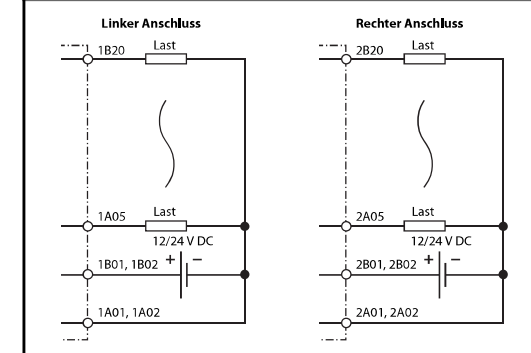 Linker Anschluss
1B20
Last
1A05
Last
12/24 V DC
1B01, 1B02
+ –
1A01, 1A02
Rechter Anschluss
2B20
Last
2A05
Last
12/24 V DC
2B01, 2B02
+ –
2A01, 2A02